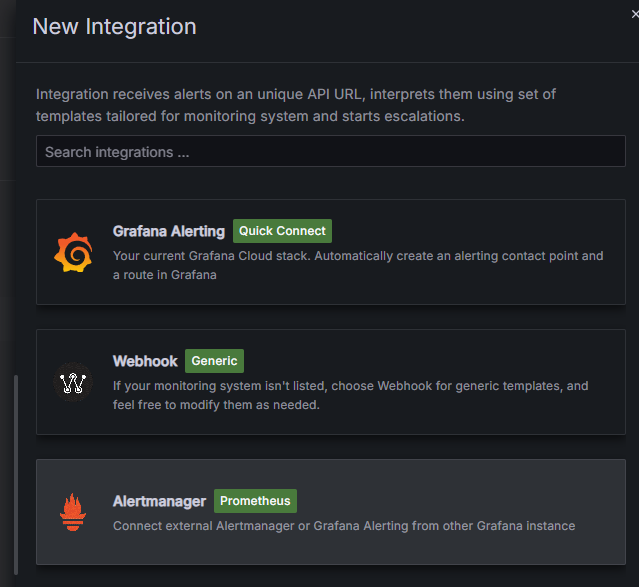 New Integration
Integration receives alerts on an unique API URL, interprets them using set of
templates tailored for monitoring system and starts escalations.
Search integrations ...
Grafana Alerting Quick Connect
Your current Grafana Cloud stack. Automatically create an alerting contact point and
a route in Grafana
Webhook Generic
If your monitoring system isn't listed, choose Webhook for generic templates, and
feel free to modify them as needed.
Alertmanager Prometheus
Connect external Alertmanager or Grafana Alerting from other Grafana instance